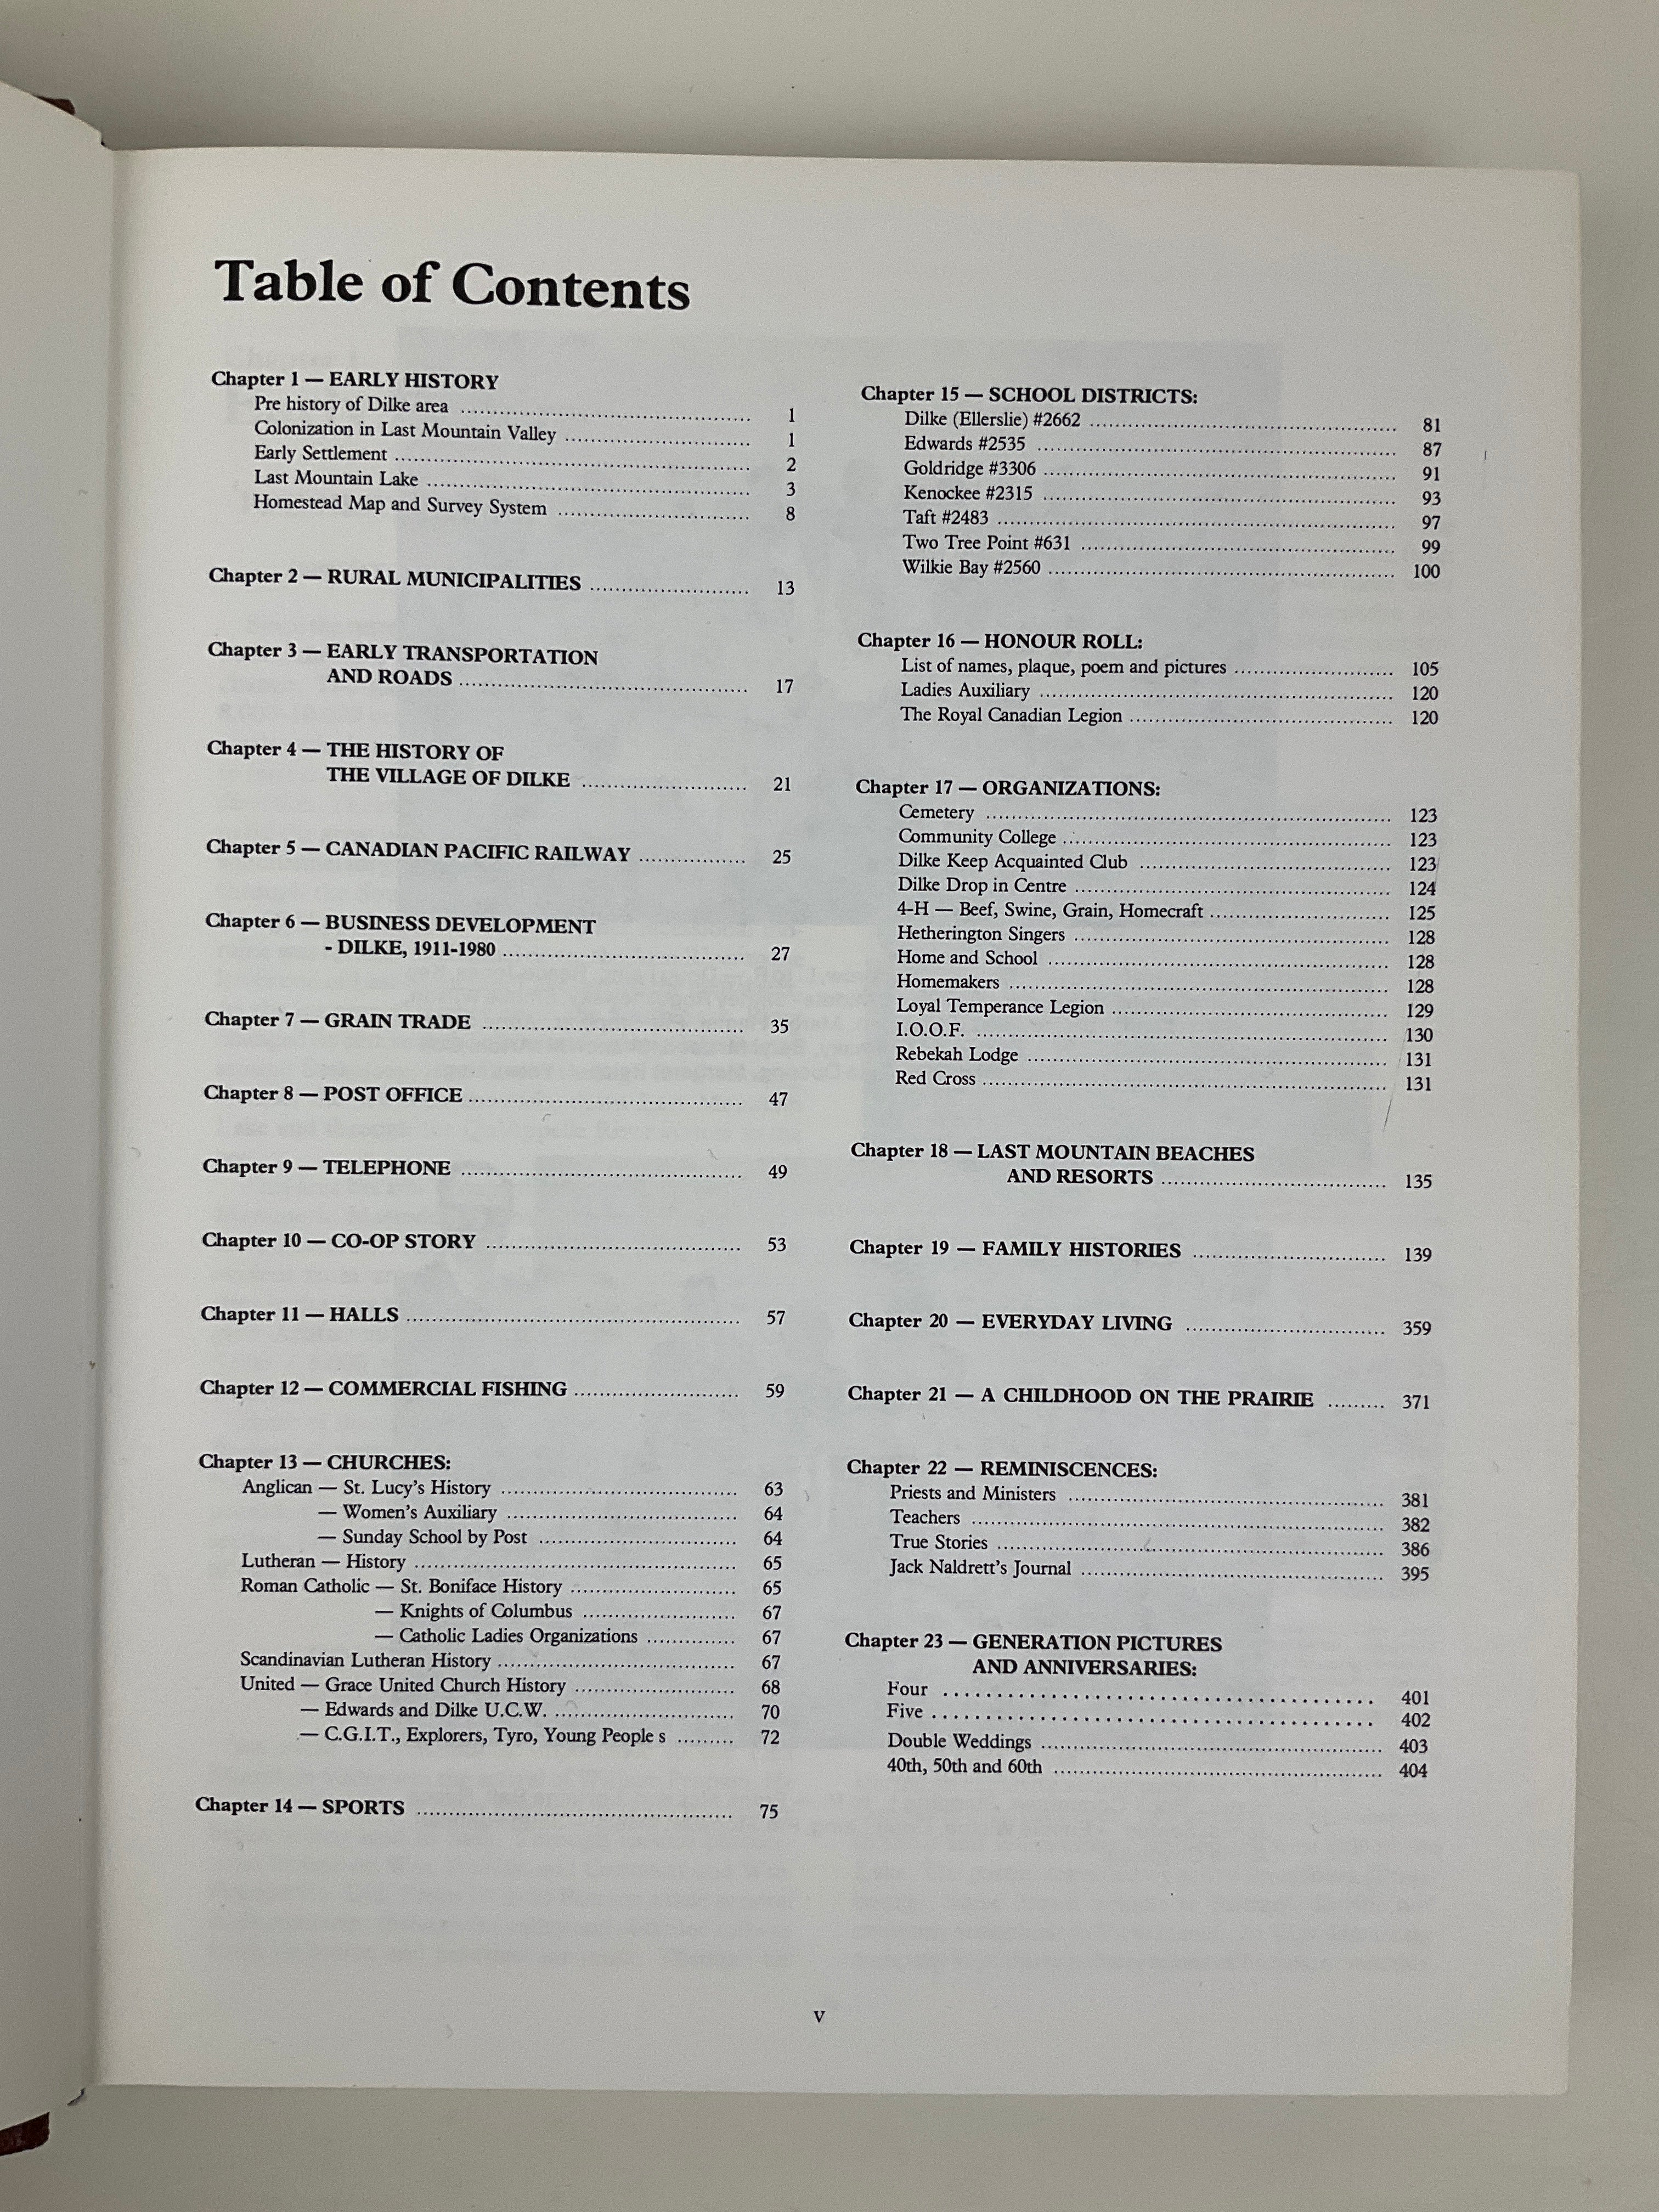 Table of Contents
Chapter 1 — EARLY HISTORY
Pre history of Dilke area ........ 1
Colonization in Last Mountain Valley ........ 1
Early Settlement ........ 2
Last Mountain Lake ........ 3
Homestead Map and Survey System ........ 8
Chapter 2 — RURAL MUNICIPALITIES ........ 13
Chapter 3 — EARLY TRANSPORTATION
AND ROADS ........ 17
Chapter 4 — THE HISTORY OF
THE VILLAGE OF DILKE ........ 21
Chapter 5 — CANADIAN PACIFIC RAILWAY ........ 25
Chapter 6 — BUSINESS DEVELOPMENT
- DILKE, 1911-1980 ........ 27
Chapter 7 — GRAIN TRADE ........ 35
Chapter 8 — POST OFFICE ........ 47
Chapter 9 — TELEPHONE ........ 49
Chapter 10 — CO-OP STORY ........ 53
Chapter 11 — HALLS ........ 57
Chapter 12 — COMMERCIAL FISHING ........ 59
Chapter 13 — CHURCHES:
Anglican — St. Lucy's History ........ 63
— Women's Auxiliary ........ 64
— Sunday School by Post ........ 64
Lutheran — History ........ 65
Roman Catholic — St. Boniface History ........ 65
— Knights of Columbus ........ 67
— Catholic Ladies Organizations ........ 67
Scandinavian Lutheran History ........ 67
United — Grace United Church History ........ 68
— Edwards and Dilke U.C.W. ........ 70
— C.G.I.T., Explorers, Tyro, Young People s ........ 72
Chapter 14 — SPORTS ........ 75
Chapter 15 — SCHOOL DISTRICTS:
Dilke (Ellerslie) #2662 ........ 81
Edwards #2535 ........ 87
Goldridge #3306 ........ 91
Kenockee #2315 ........ 93
Taft #2483 ........ 97
Two Tree Point #631 ........ 99
Wilkie Bay #2560 ........ 100
Chapter 16 — HONOUR ROLL:
List of names, plaque, poem and pictures ........ 105
Ladies Auxiliary ........ 120
The Royal Canadian Legion ........ 120
Chapter 17 — ORGANIZATIONS:
Cemetery ........ 123
Community College ........ 123
Dilke Keep Acquainted Club ........ 123
Dilke Drop in Centre ........ 124
4-H — Beef, Swine, Grain, Homecraft ........ 125
Hetherington Singers ........ 128
Home and School ........ 128
Homemakers ........ 128
Loyal Temperance Legion ........ 129
I.O.O.F. ........ 130
Rebekah Lodge ........ 131
Red Cross ........ 131
Chapter 18 — LAST MOUNTAIN BEACHES
AND RESORTS ........ 135
Chapter 19 — FAMILY HISTORIES ........ 139
Chapter 20 — EVERYDAY LIVING ........ 359
Chapter 21 — A CHILDHOOD ON THE PRAIRIE ........ 371
Chapter 22 — REMINISCENCES:
Priests and Ministers ........ 381
Teachers ........ 382
True Stories ........ 386
Jack Naldrett's Journal ........ 395
Chapter 23 — GENERATION PICTURES
AND ANNIVERSARIES:
Four ........ 401
Five ........ 402
Double Weddings ........ 403
40th, 50th and 60th ........ 404
v